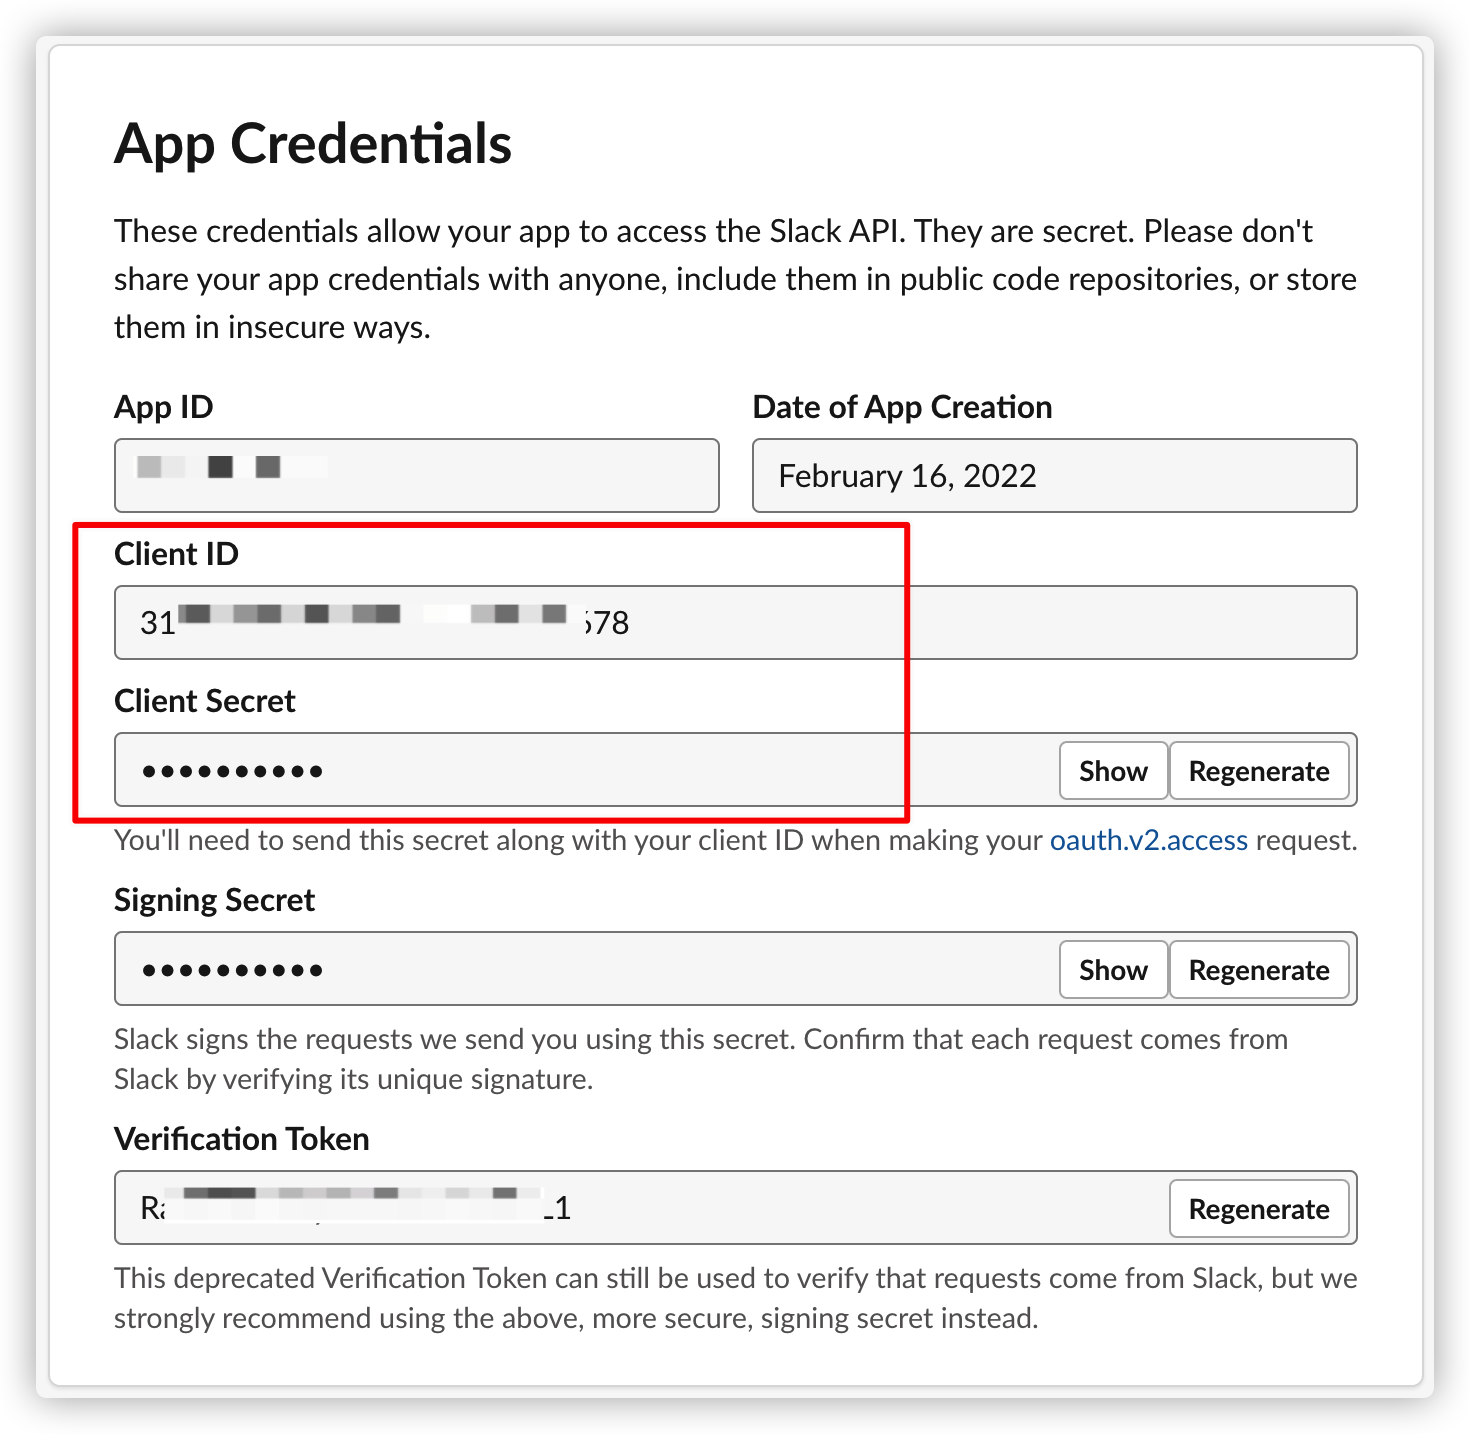 App Credentials
These credentials allow your app to access the Slack API. They are secret. Please don't
share your app credentials with anyone, include them in public code repositories, or store
them in insecure ways.
App ID
Date of App Creation
February 16, 2022
Client ID
31 78
Client Secret
••••••••••
Show
Regenerate
You'll need to send this secret along with your client ID when making your oauth.v2.access request.
Signing Secret
••••••••••
Show
Regenerate
Slack signs the requests we send you using this secret. Confirm that each request comes from
Slack by verifying its unique signature.
Verification Token
R 1
Regenerate
This deprecated Verification Token can still be used to verify that requests come from Slack, but we
strongly recommend using the above, more secure, signing secret instead.